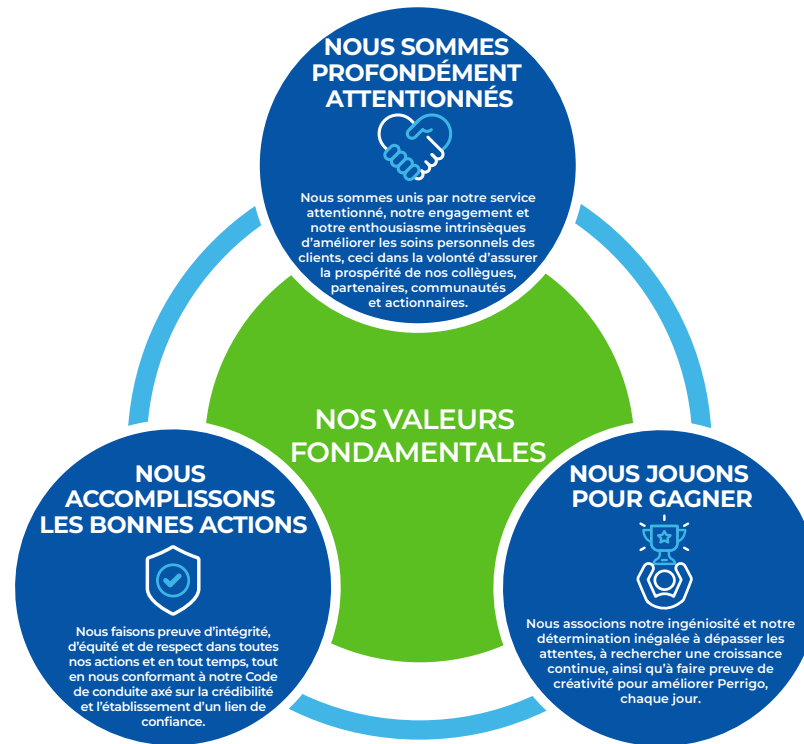 NOUS SOMMES
PROFONDÉMENT
ATTENTIONNÉS
Nous sommes unis par notre service
attentionné, notre engagement et
notre enthousiasme intrinsèques
d’améliorer les soins personnels des
clients, ceci dans la volonté d’assurer
la prospérité de nos collègues,
partenaires, communautés
et actionnaires.
NOS VALEURS
FONDAMENTALES
NOUS
ACCOMPLISSONS
LES BONNES ACTIONS
Nous faisons preuve d’intégrité,
d’équité et de respect dans toutes
nos actions et en tout temps, tout
en nous conformant à notre Code
de conduite axé sur la crédibilité
et l’établissement d’un lien de
confiance.
NOUS JOUONS
POUR GAGNER
Nous associons notre ingéniosité et notre
détermination inégalée à dépasser les
attentes, à rechercher une croissance
continue, ainsi qu’à faire preuve de
créativité pour améliorer Perrigo,
chaque jour.